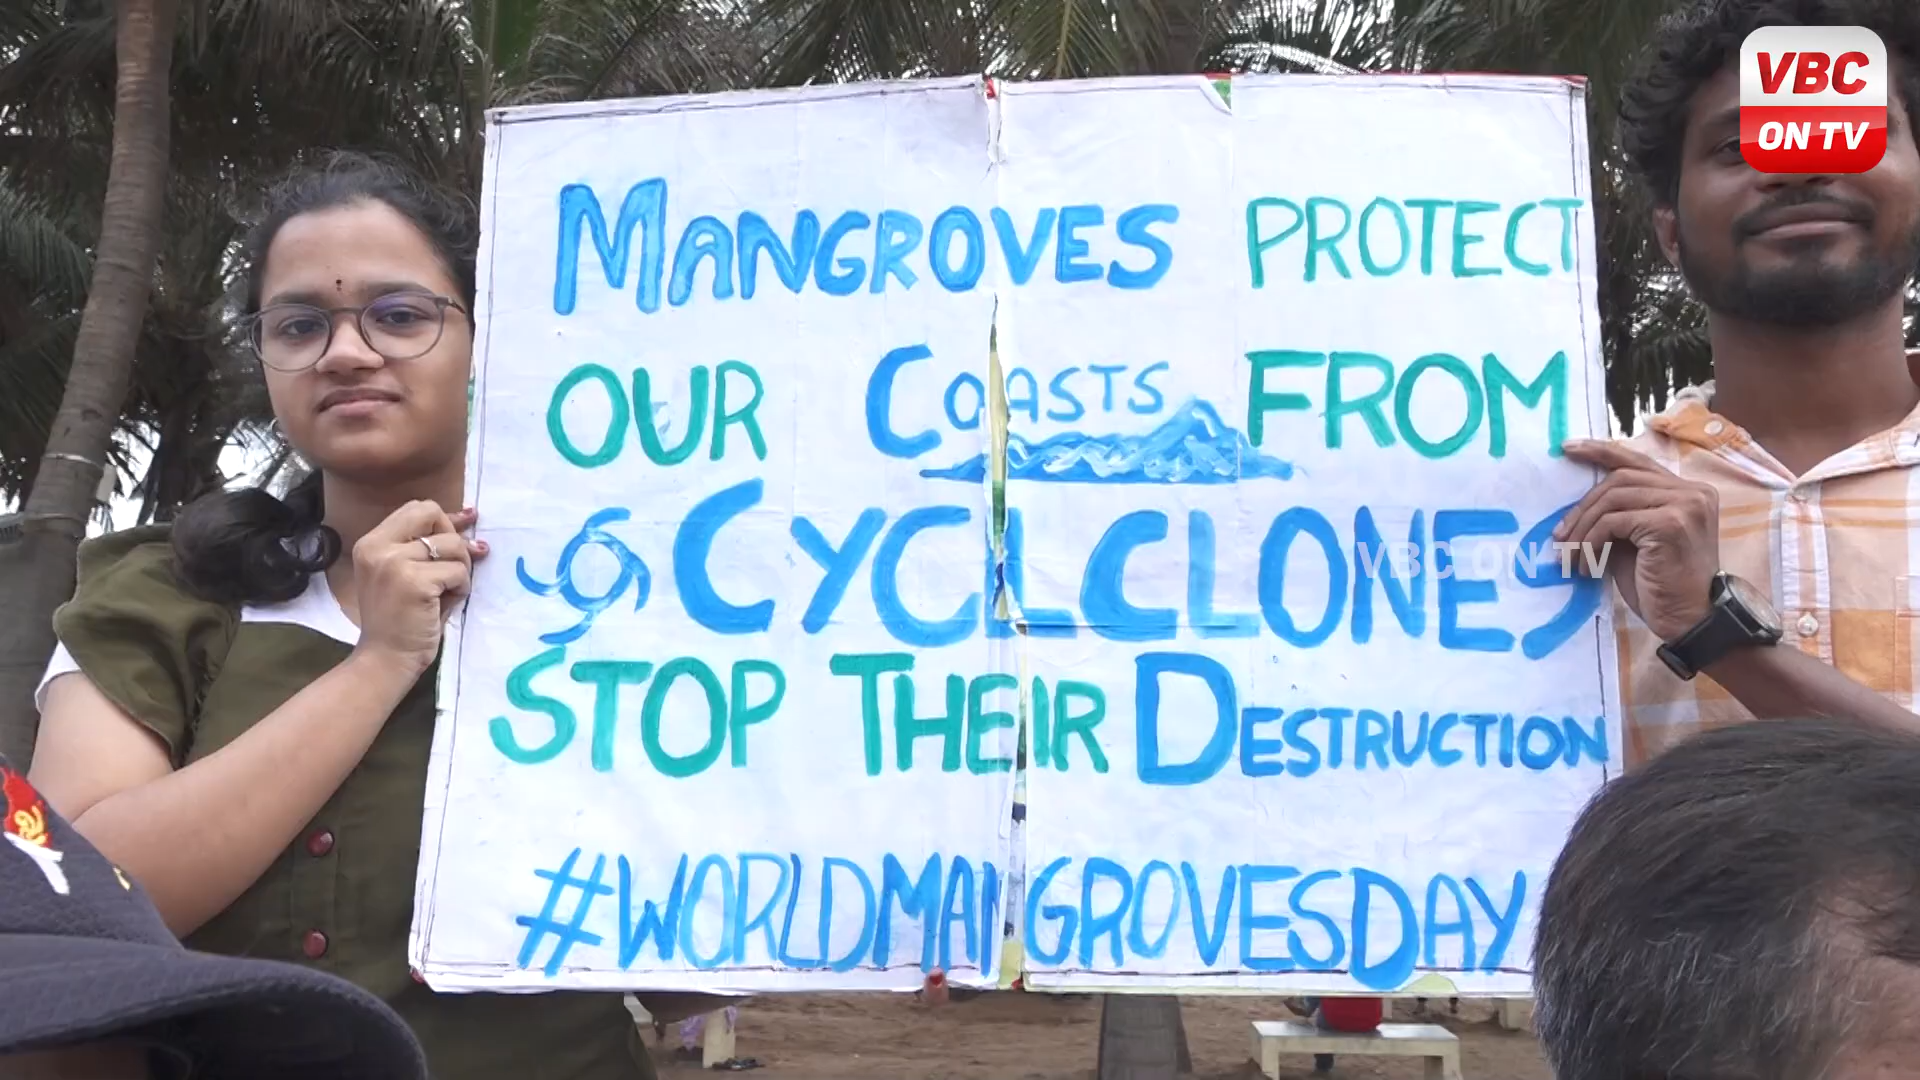 VBC
ON TV
MANGROVES PROTECT
OUR COASTS FROM
CYCLCLONES
VBC ON TV
STOP THEIR DESTRUCTION
#WORLDMANGROVESDAY